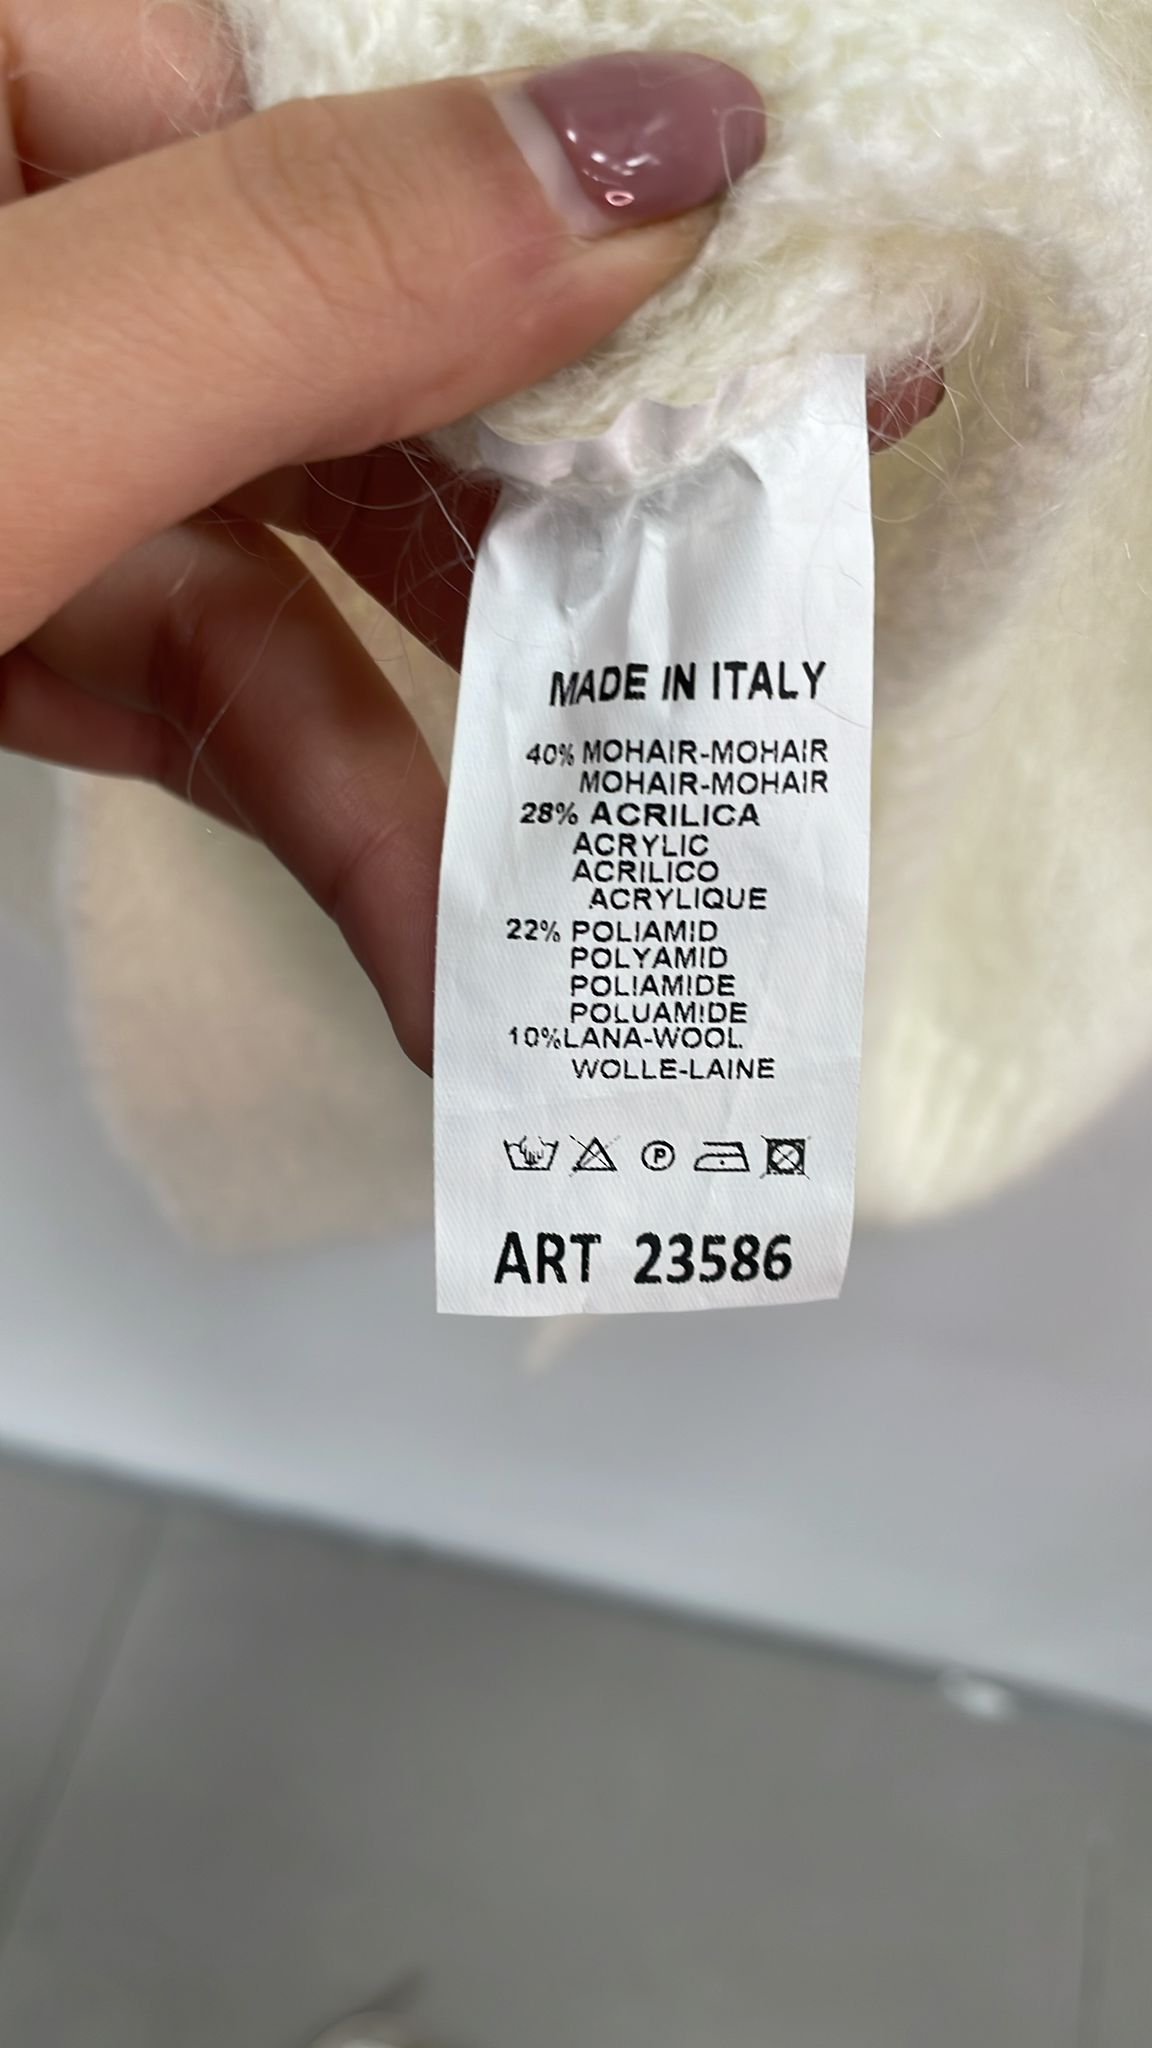 MADE IN ITALY
40% MOHAIR-MOHAIR
MOHAIR-MOHAIR
28% ACRILICA
ACRYLIC
ACRILICO
ACRYLIQUE
22% POLIAMID
POLYAMID
POLIAMIDE
POLUAMIDE
10%LANA-WOOL
WOLLE-LAINE
P
ART 23586